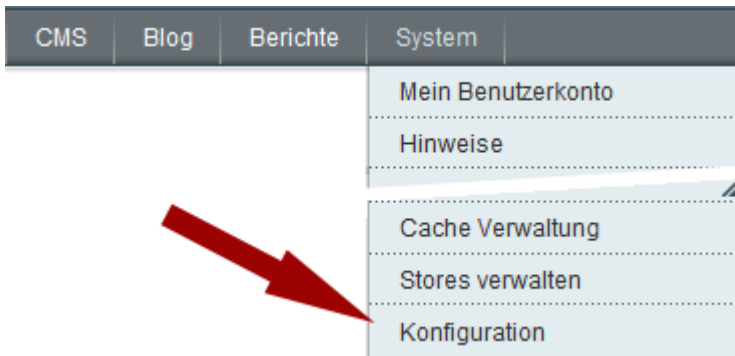 CMS Blog Berichte System
Mein Benutzerkonto
Hinweise
Cache Verwaltung
Stores verwalten
Konfiguration